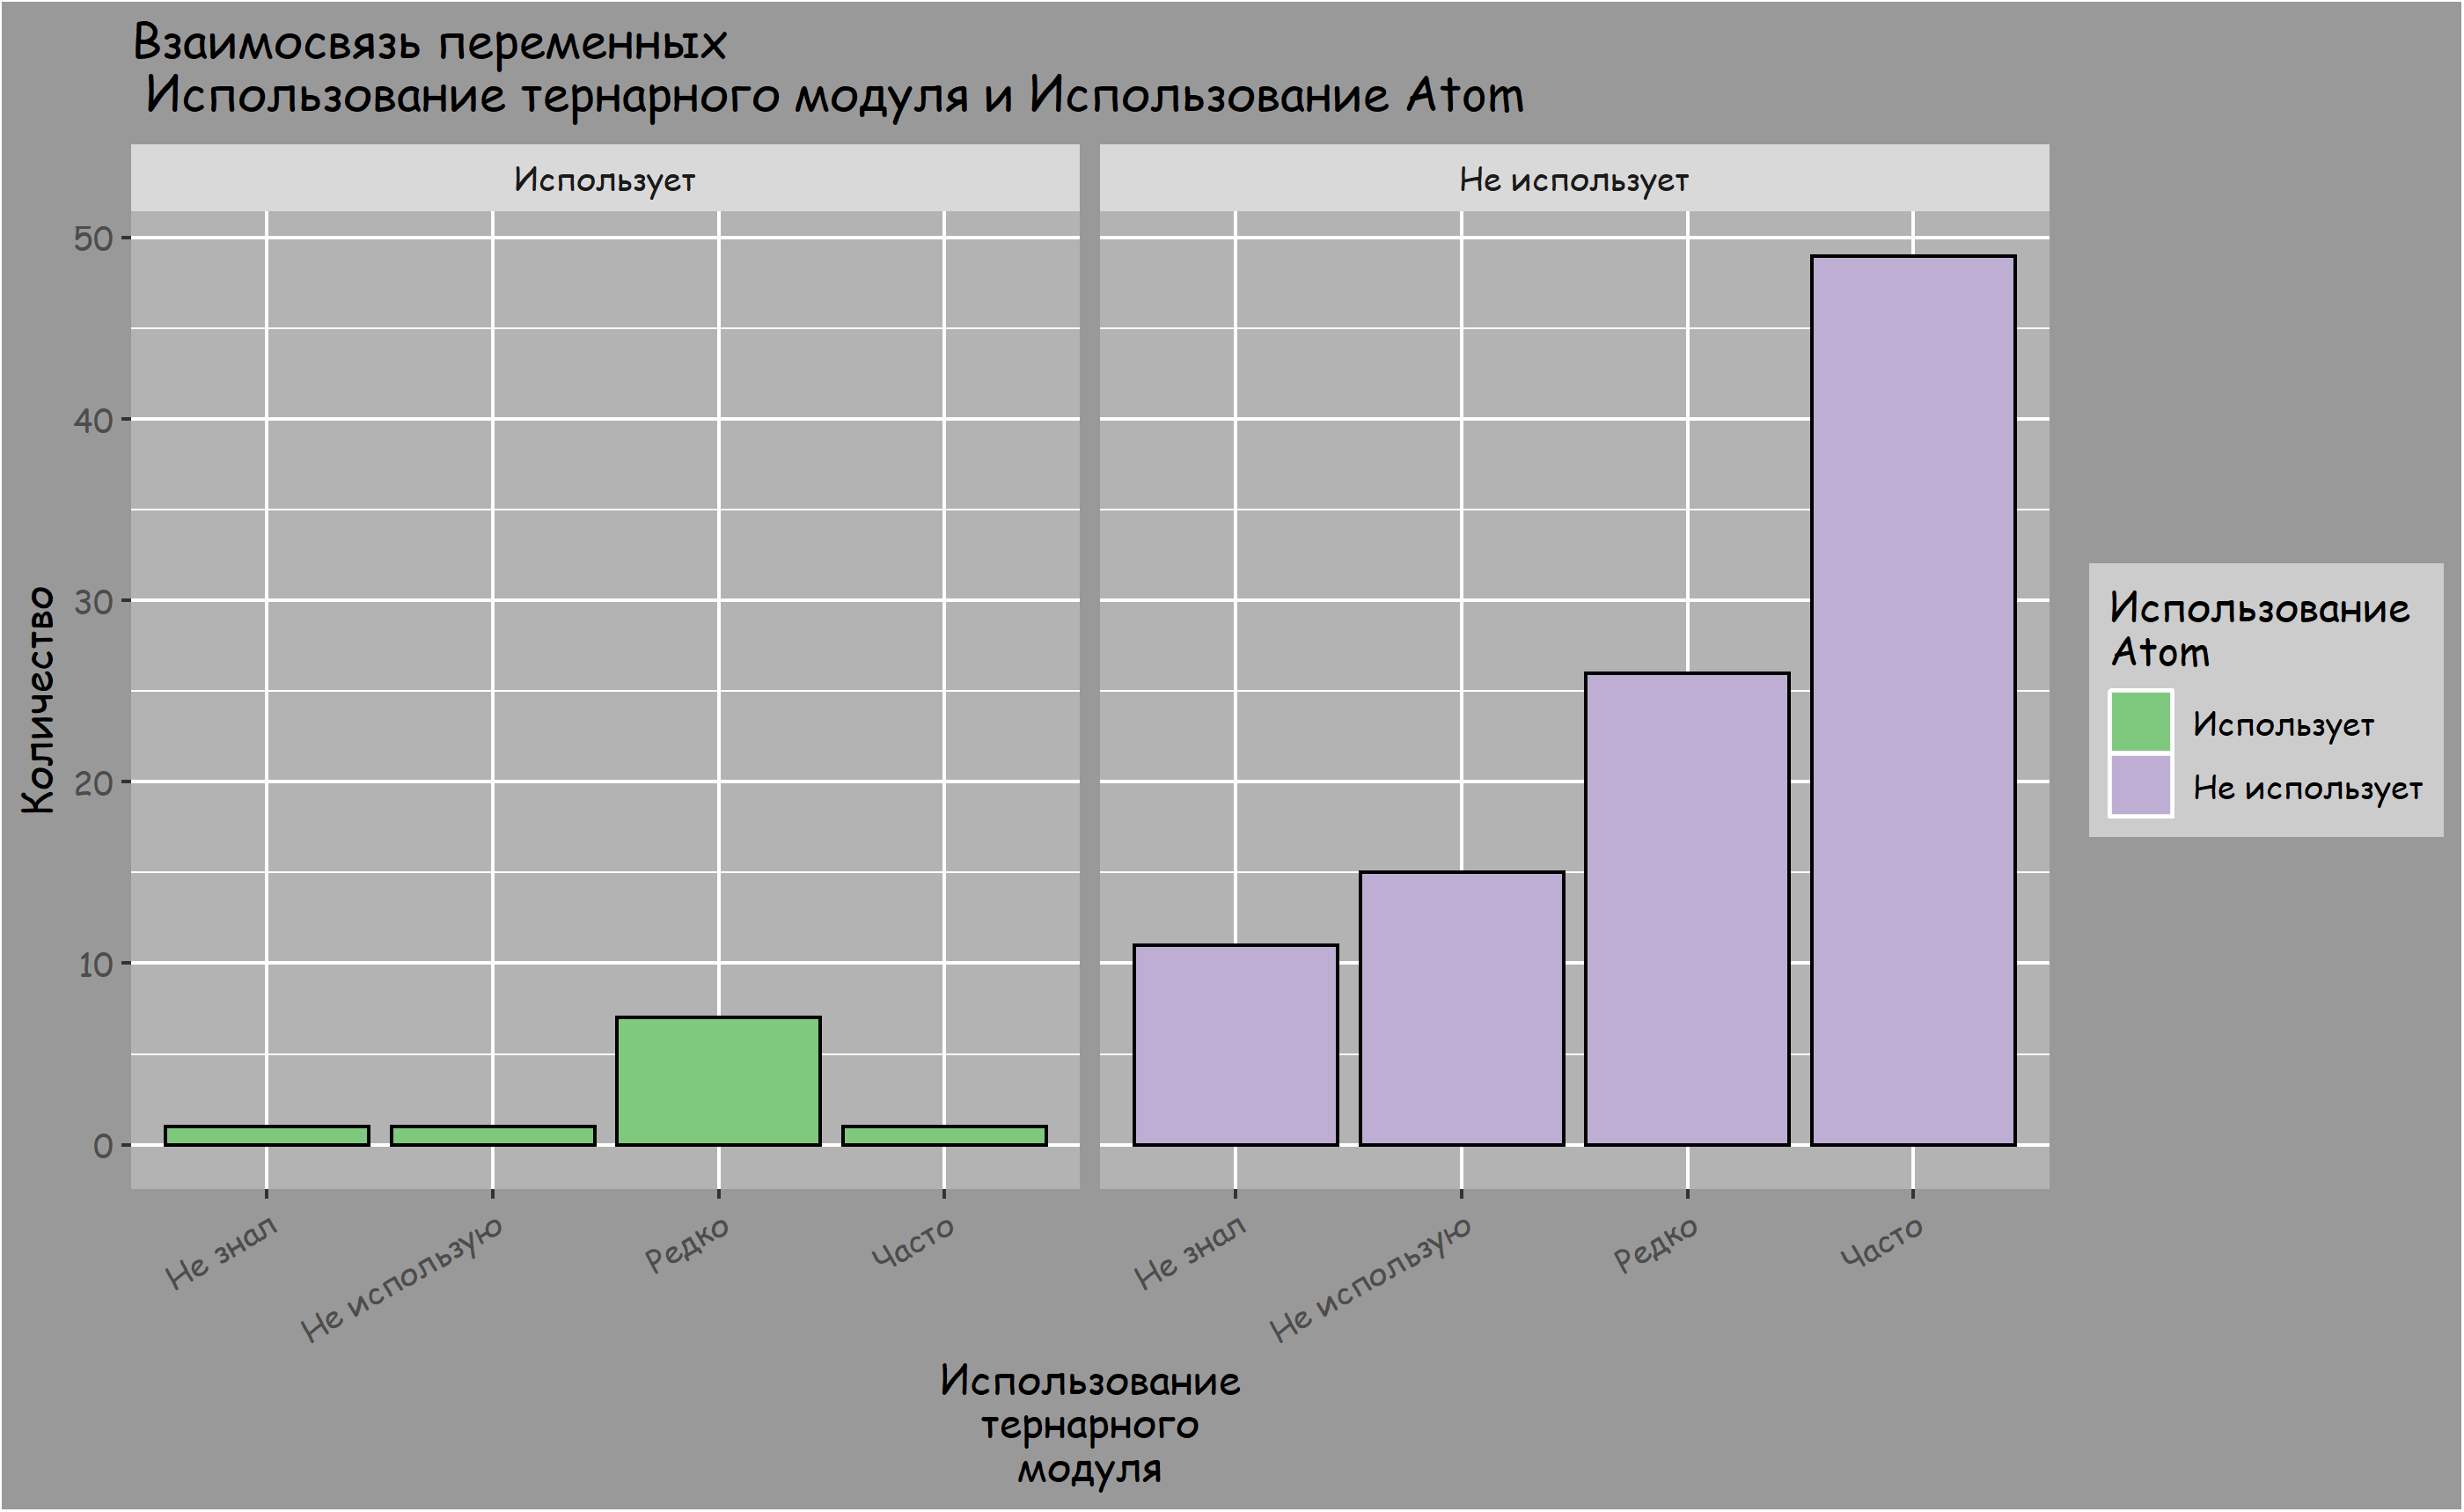 Взаимосвязь переменных
Использование тернарного модуля и Использование Atom
Использует
Не использует
50
40
30
20
10
0
Количество
Не знал
Не использую
Редко
Часто
Не знал
Не использую
Редко
Часто
Использование
тернарного
модуля
Использование
Atom
Использует
Не использует